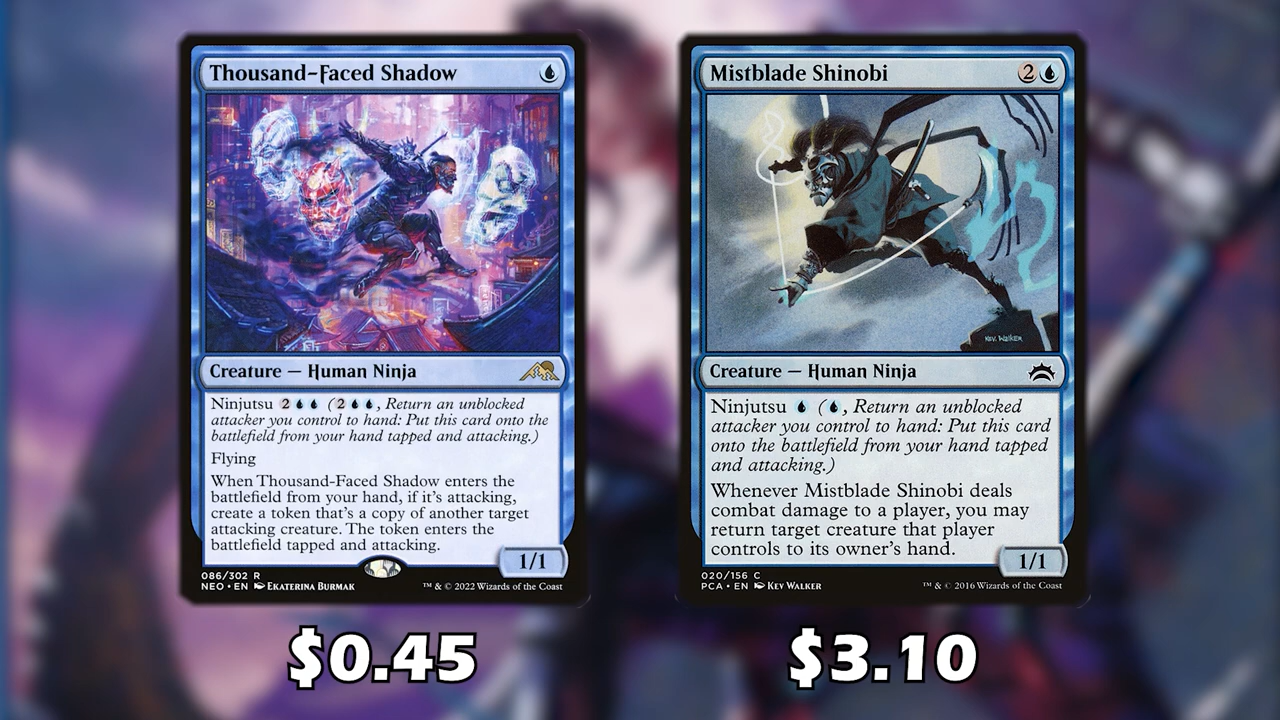 Thousand-Faced Shadow
Creature — Human Ninja
Ninjutsu 2 (2, Return an unblocked
attacker you control to hand: Put this card onto the
battlefield from your hand tapped and attacking.)
Flying
When Thousand-Faced Shadow enters the
battlefield from your hand, if it's attacking,
create a token that's a copy of another target
attacking creature. The token enters the
battlefield tapped and attacking.
1/1
086/302 R
NEO • EN Ekaterina Burmak
™ & © 2022 Wizards of the Coast
$0.45
Mistblade Shinobi 2
Kev. Walker
Creature — Human Ninja
Ninjutsu (, Return an unblocked
attacker you control to hand: Put this card
onto the battlefield from your hand tapped
and attacking.)
Whenever Mistblade Shinobi deals
combat damage to a player, you may
return target creature that player
controls to its owner's hand.
1/1
020/156 C
PCA • EN Kev Walker
™ & © 2016 Wizards of the Coast
$3.10